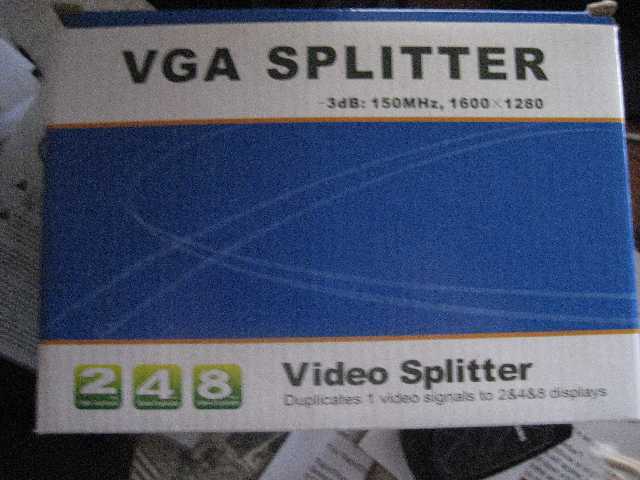 VGA SPLITTER
-3dB: 150MHz, 1600×1280
2 4 8
Video Splitter
Duplicates 1 video signals to 2&4&8 displays